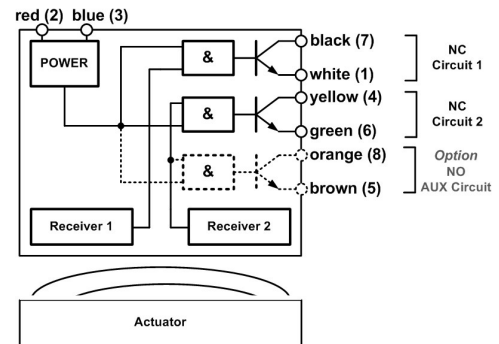 red (2) blue (3)
POWER
&
black (7)
white (1)
NC
Circuit 1
&
yellow (4)
green (6)
NC
Circuit 2
&
orange (8)
brown (5)
Option
NO
AUX Circuit
Receiver 1
Receiver 2
Actuator